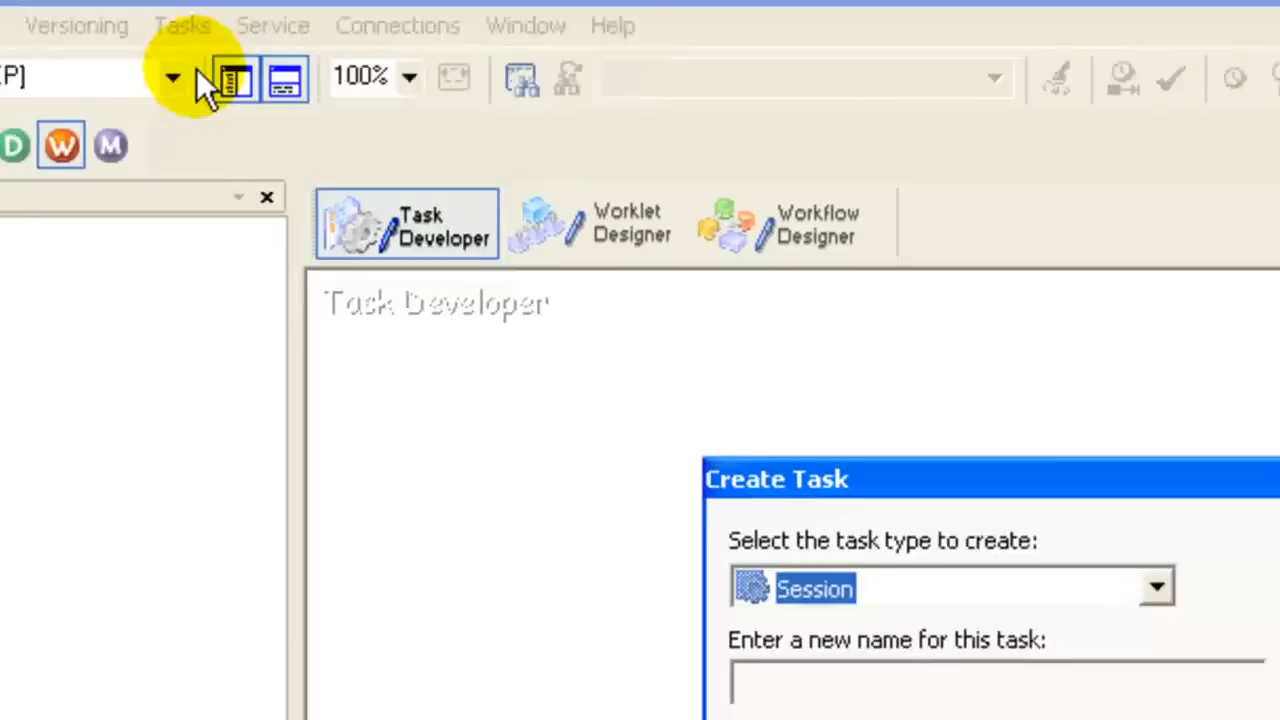 Versioning Tasks Service Connections Window Help
P] 100%
D W M
Task Developer
Worklet Designer
Workflow Designer
Task Developer
Create Task
Select the task type to create:
Session
Enter a new name for this task: